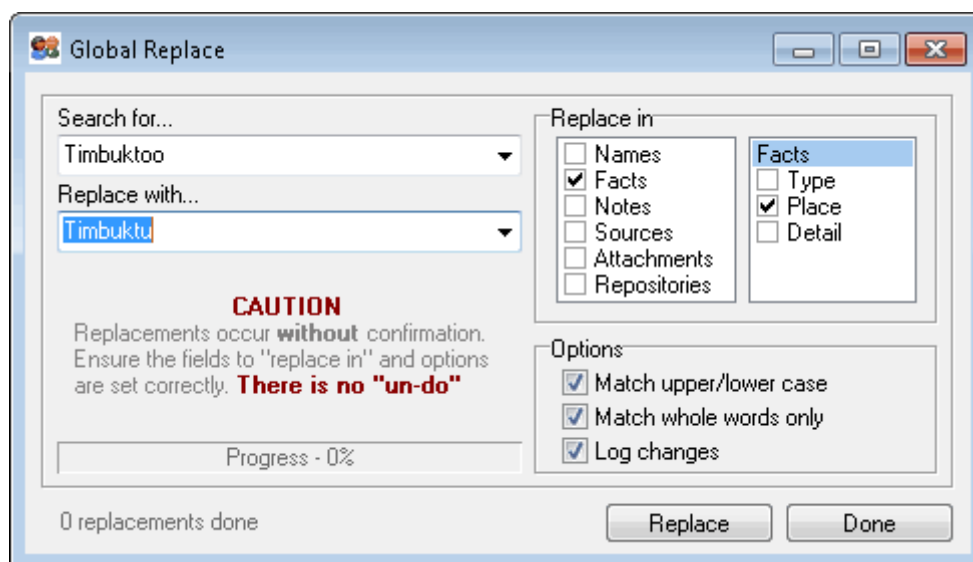 Global Replace
Search for...
Timbuktoo
Replace with...
Timbuktu
CAUTION
Replacements occur without confirmation.
Ensure the fields to "replace in" and options
are set correctly. There is no "un-do"
Progress - 0%
Replace in
Names
Facts
Notes
Sources
Attachments
Repositories
Facts
Type
Place
Detail
Options
Match upper/lower case
Match whole words only
Log changes
0 replacements done
Replace
Done